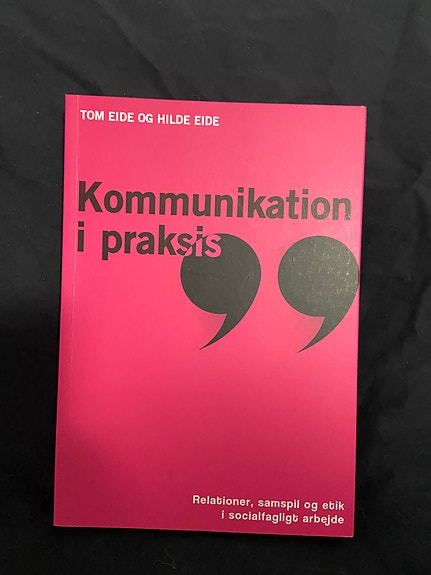 TOM EIDE OG HILDE EIDE
Kommunikation
i praksis
Relationer, samspil og etik
i socialfagligt arbejde